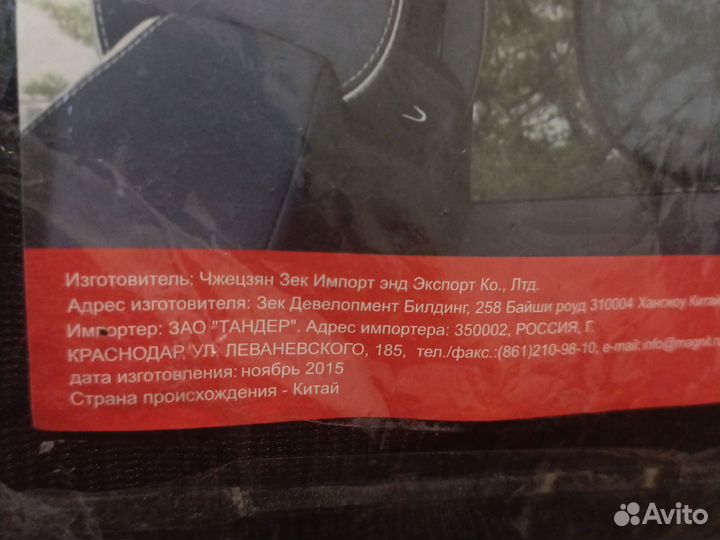 Изготовитель: Чжецзян Зек Импорт энд Экспорт Ко., Лтд.
Адрес изготовителя: Зек Девелопмент Билдинг, 258 Байши роуд 310004 Ханжоу Китай
Импортер: ЗАО "ТАНДЕР". Адрес импортера: 350002, РОССИЯ, Г.
КРАСНОДАР, УЛ. ЛЕВАНЕВСКОГО, 185, тел./факс.:(861)210-98-10, e-mail: info@magnit.r
дата изготовления: ноябрь 2015
Страна происхождения - Китай
Avito